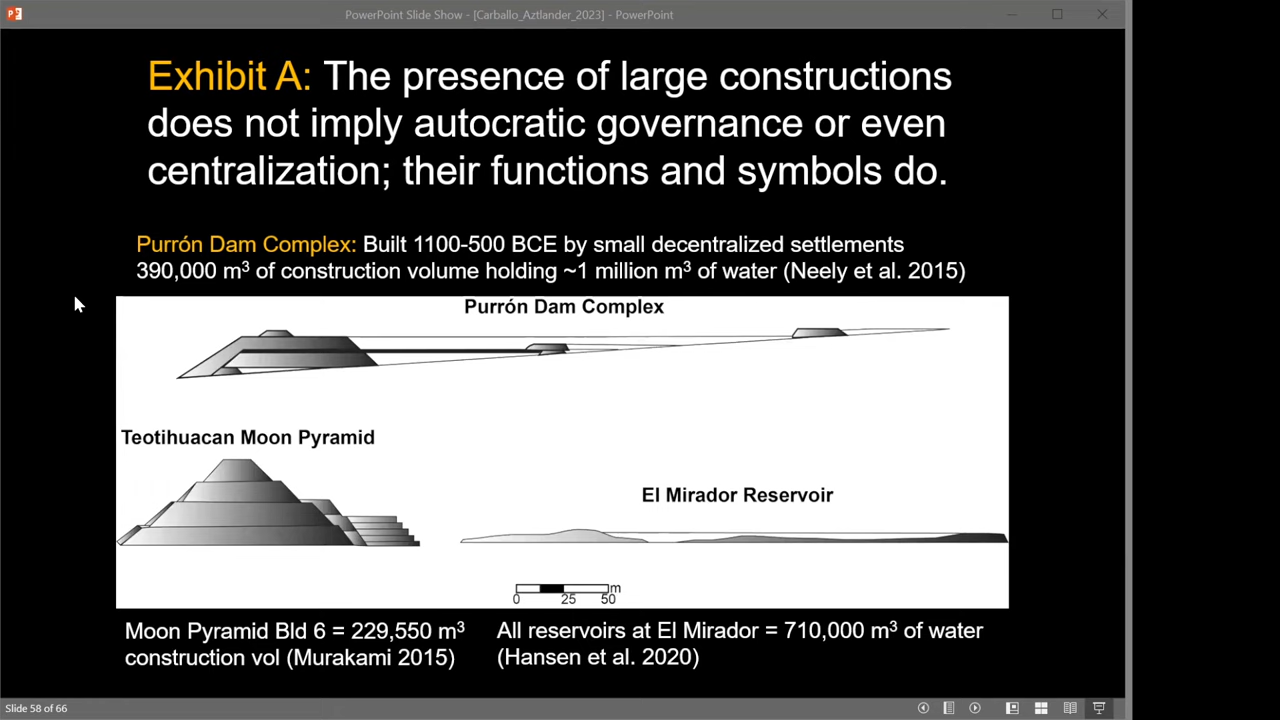 PowerPoint Slide Show - [Carballo_Aztlander_2023] - PowerPoint
Exhibit A: The presence of large constructions
does not imply autocratic governance or even
centralization; their functions and symbols do.
Purrón Dam Complex: Built 1100-500 BCE by small decentralized settlements
390,000 m³ of construction volume holding ~1 million m³ of water (Neely et al. 2015)
Purrón Dam Complex
Teotihuacan Moon Pyramid
El Mirador Reservoir
m
0 25 50
Moon Pyramid Bld 6 = 229,550 m³
construction vol (Murakami 2015)
All reservoirs at El Mirador = 710,000 m³ of water
(Hansen et al. 2020)
Slide 58 of 66